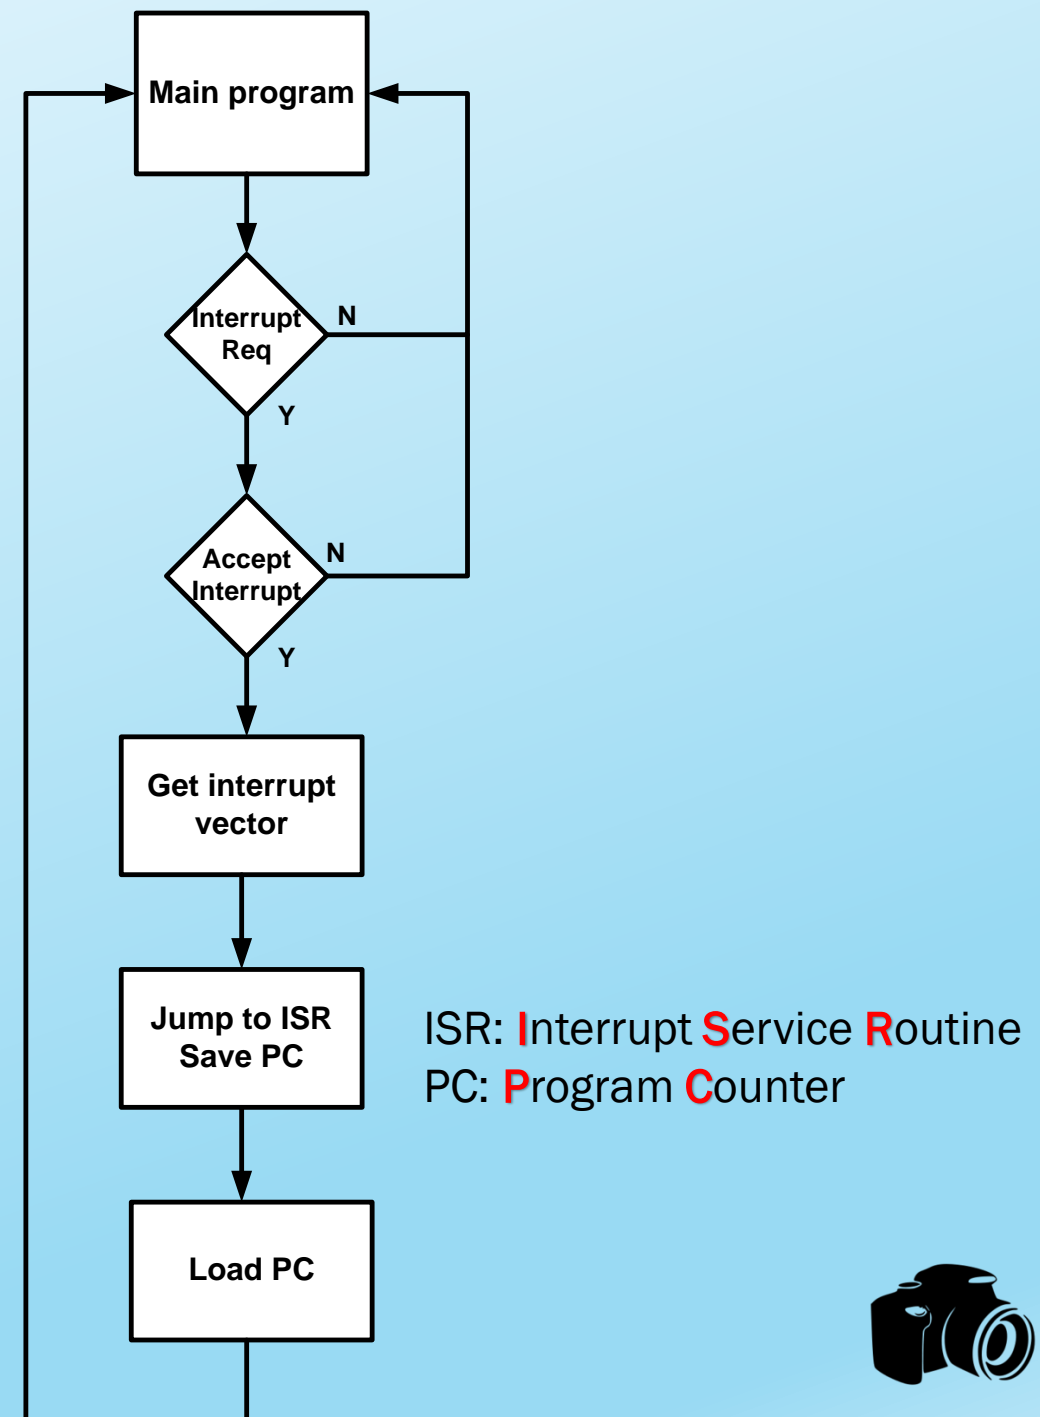 Main program
Interrupt
Req
N
Y
Accept
Interrupt
N
Y
Get interrupt
vector
Jump to ISR
Save PC
ISR: Interrupt Service Routine
PC: Program Counter
Load PC